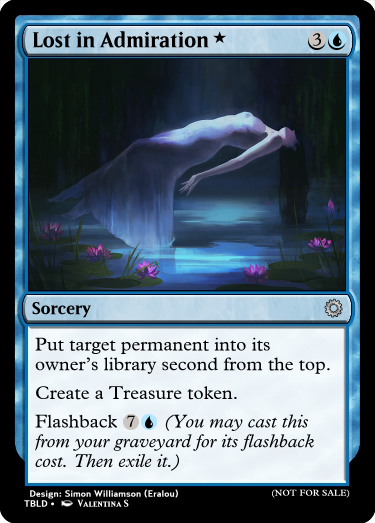 Lost in Admiration ★ 3
Sorcery
Put target permanent into its
owner's library second from the top.
Create a Treasure token.
Flashback 7 (You may cast this
from your graveyard for its flashback
cost. Then exile it.)
Design: Simon Williamson (Eralou) (NOT FOR SALE)
TBLD • Valentina S